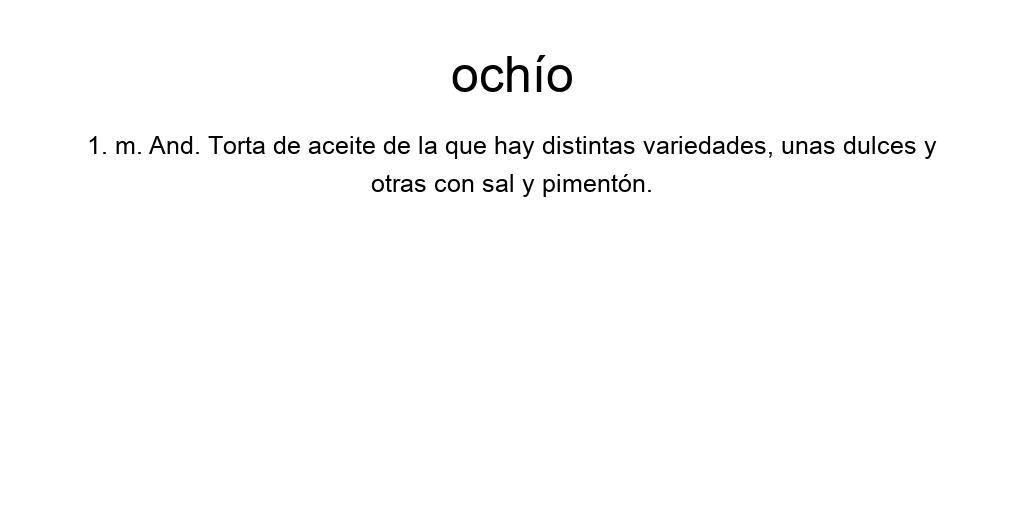 ochío
1. m. And. Torta de aceite de la que hay distintas variedades, unas dulces y
otras con sal y pimentón.